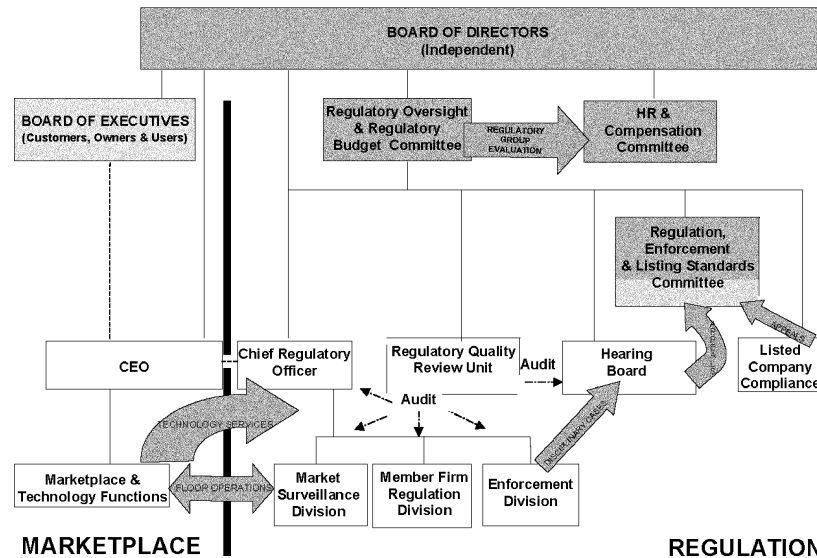 BOARD OF DIRECTORS
(Independent)
BOARD OF EXECUTIVES
(Customers, Owners & Users)
Regulatory Oversight
& Regulatory
Budget Committee
REGULATORY
GROUP
EVALUATION
HR &
Compensation
Committee
Regulation,
Enforcement
& Listing Standards
Committee
CEO
Chief Regulatory
Officer
Regulatory Quality
Review Unit
Audit
Hearing
Board
APPEALS
Listed
Company
Compliance
Audit
TECHNOLOGY SERVICES
DISCIPLINARY CASES
Marketplace &
Technology Functions
FLOOR OPERATIONS
Market
Surveillance
Division
Member Firm
Regulation
Division
Enforcement
Division
MARKETPLACE
REGULATION